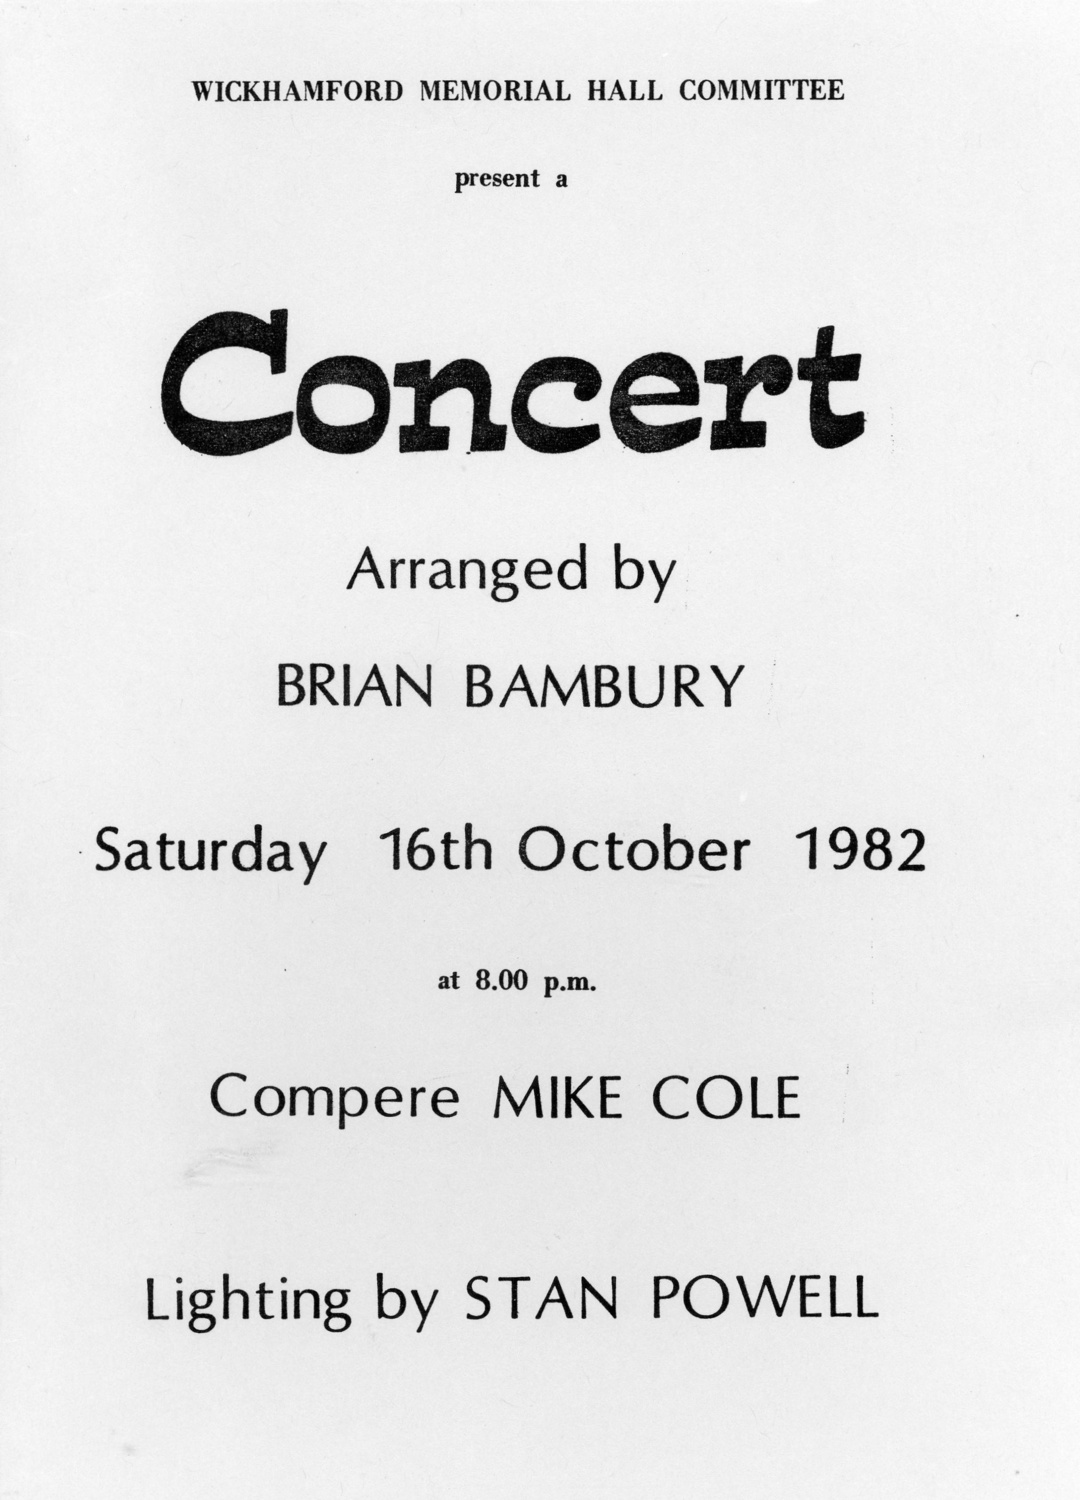 WICKHAMFORD MEMORIAL HALL COMMITTEE
present a
Concert
Arranged by
BRIAN BAMBURY
Saturday 16th October 1982
at 8.00 p.m.
Compere MIKE COLE
Lighting by STAN POWELL